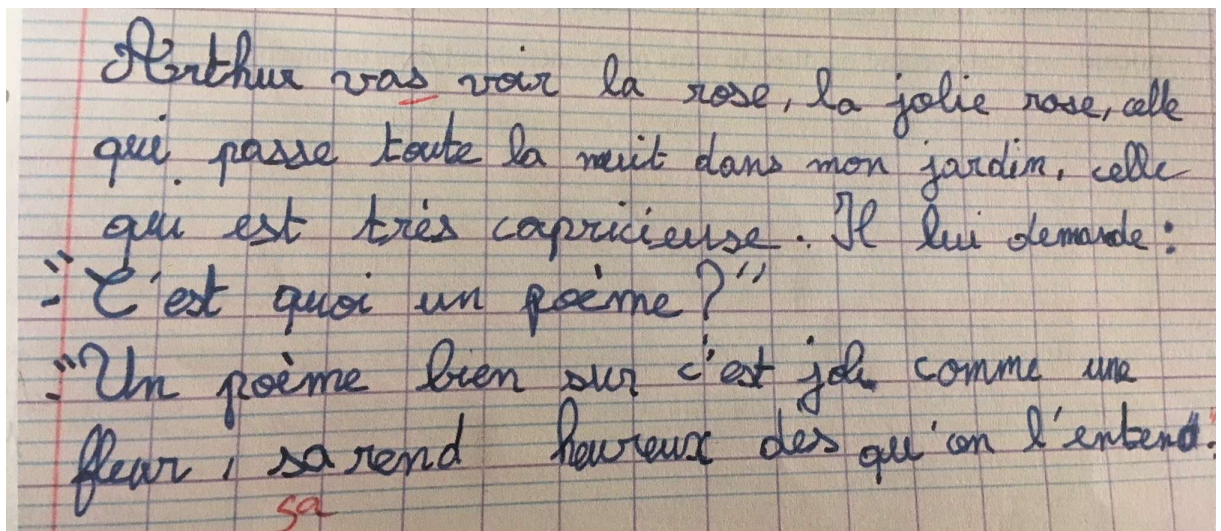 Arthur vas voir la rose, la jolie rose, celle
qui passe toute la nuit dans mon jardin, celle
qui est très capricieuse. Il lui demande :
- "C'est quoi un poème ?"
- "Un poème bien sur c'est joli comme une
fleur, sa rend heureux dès qu'on l'entend."
sa